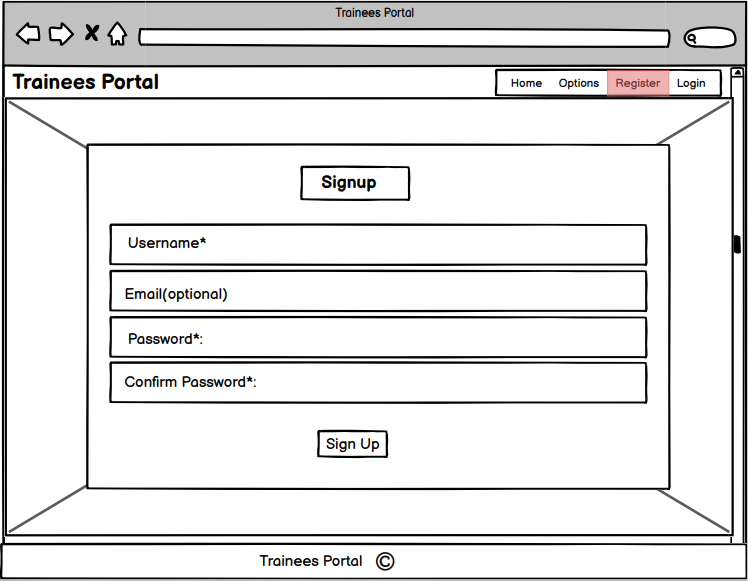 Trainees Portal
Trainees Portal
Home Options Register Login
Signup
Username*
Email(optional)
Password*:
Confirm Password*:
Sign Up
Trainees Portal ©